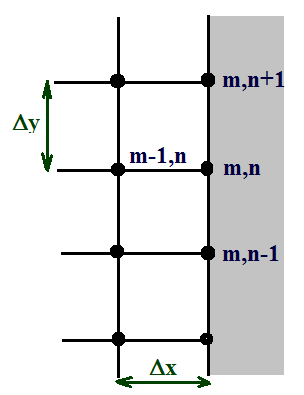 m,n+1
Δy
m-1,n
m,n
m,n-1
Δx